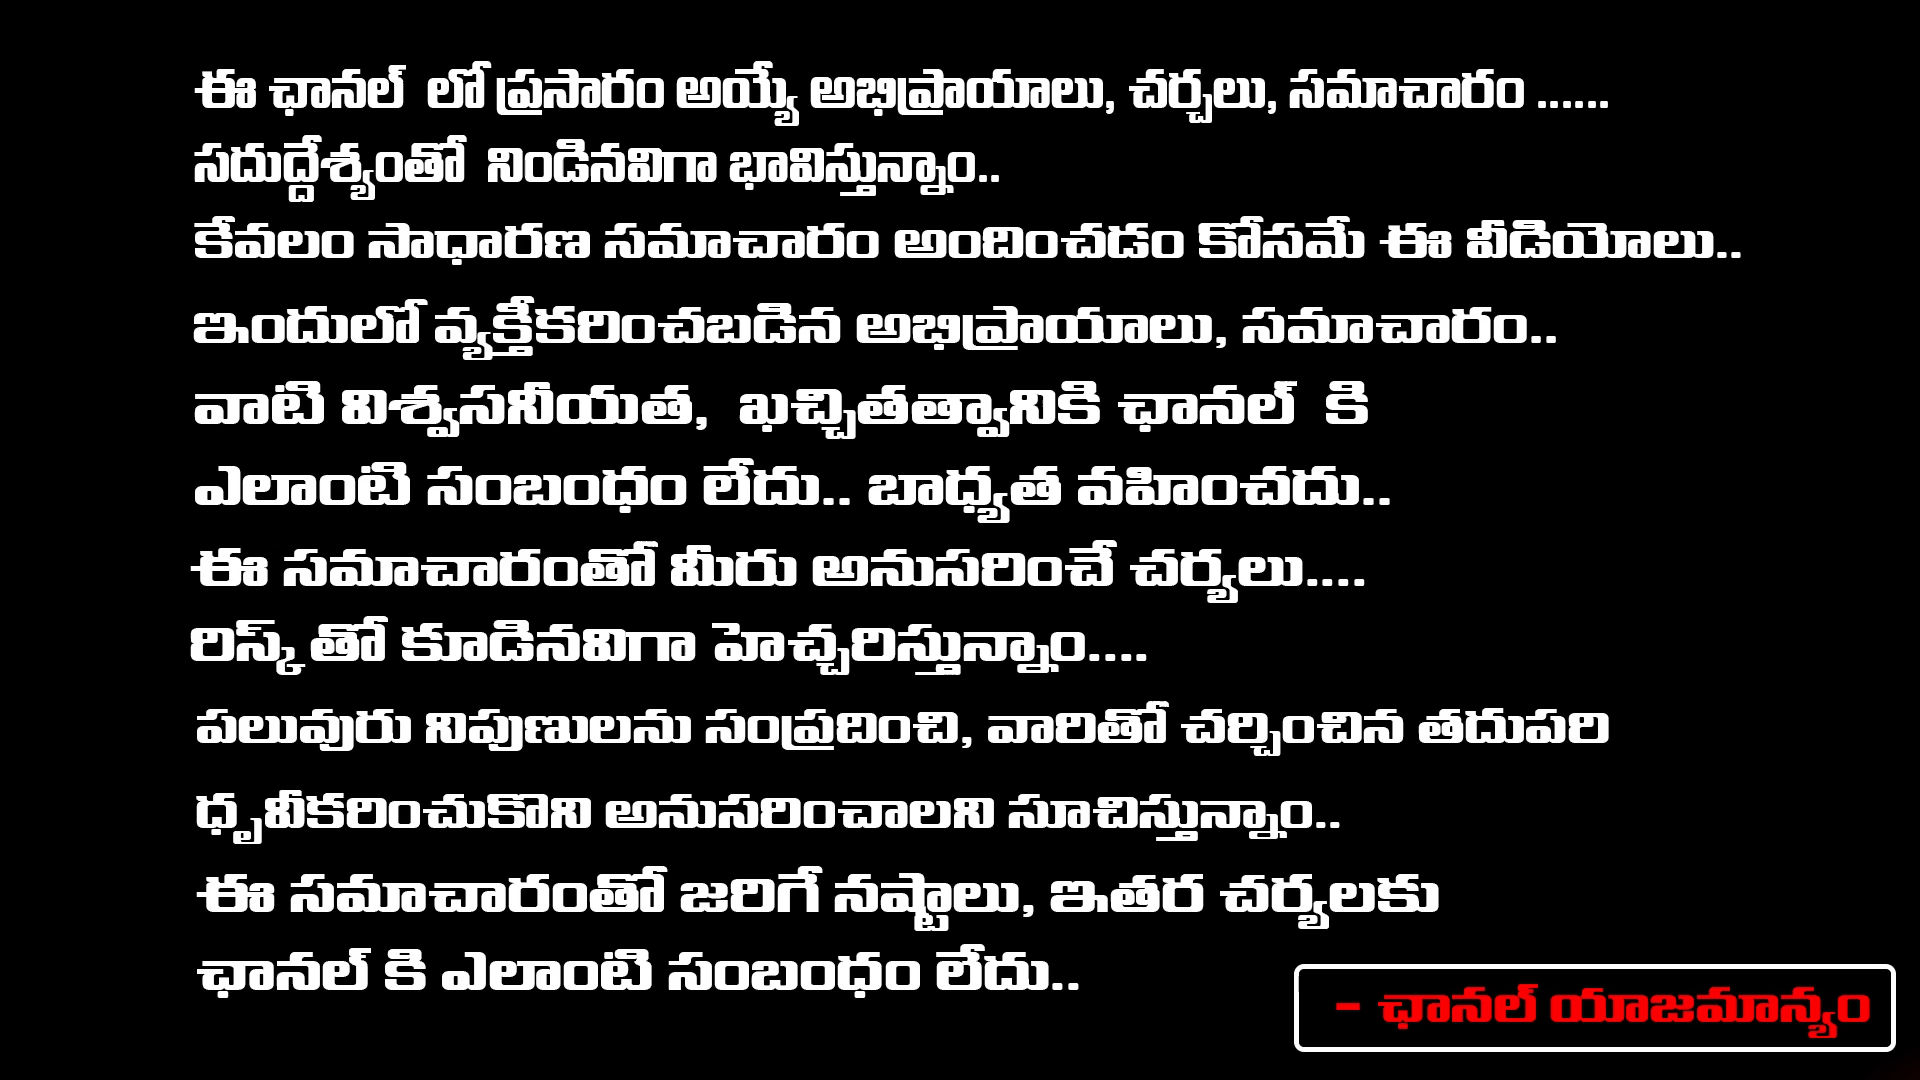 ఈ ఛానల్ లో ప్రసారం అయ్యే అభిప్రాయాలు, చర్చలు, సమాచారం ......
సదుద్దేశ్యంతో నిండినవిగా భావిస్తున్నాం..
కేవలం సాధారణ సమాచారం అందించడం కోసమే ఈ వీడియోలు..
ఇందులో వ్యక్తీకరించబడిన అభిప్రాయాలు, సమాచారం..
వాటి విశ్వసనీయత, ఖచ్చితత్వానికి ఛానల్ కి
ఎలాంటి సంబంధం లేదు.. బాధ్యత వహించదు..
ఈ సమాచారంతో మీరు అనుసరించే చర్యలు....
రిస్క్ తో కూడినవిగా హెచ్చరిస్తున్నాం....
పలువురు నిపుణులను సంప్రదించి, వారితో చర్చించిన తదుపరి
ధృవీకరించుకొని అనుసరించాలని సూచిస్తున్నాం..
ఈ సమాచారంతో జరిగే నష్టాలు, ఇతర చర్యలకు
ఛానల్ కి ఎలాంటి సంబంధం లేదు..
- ఛానల్ యాజమాన్యం